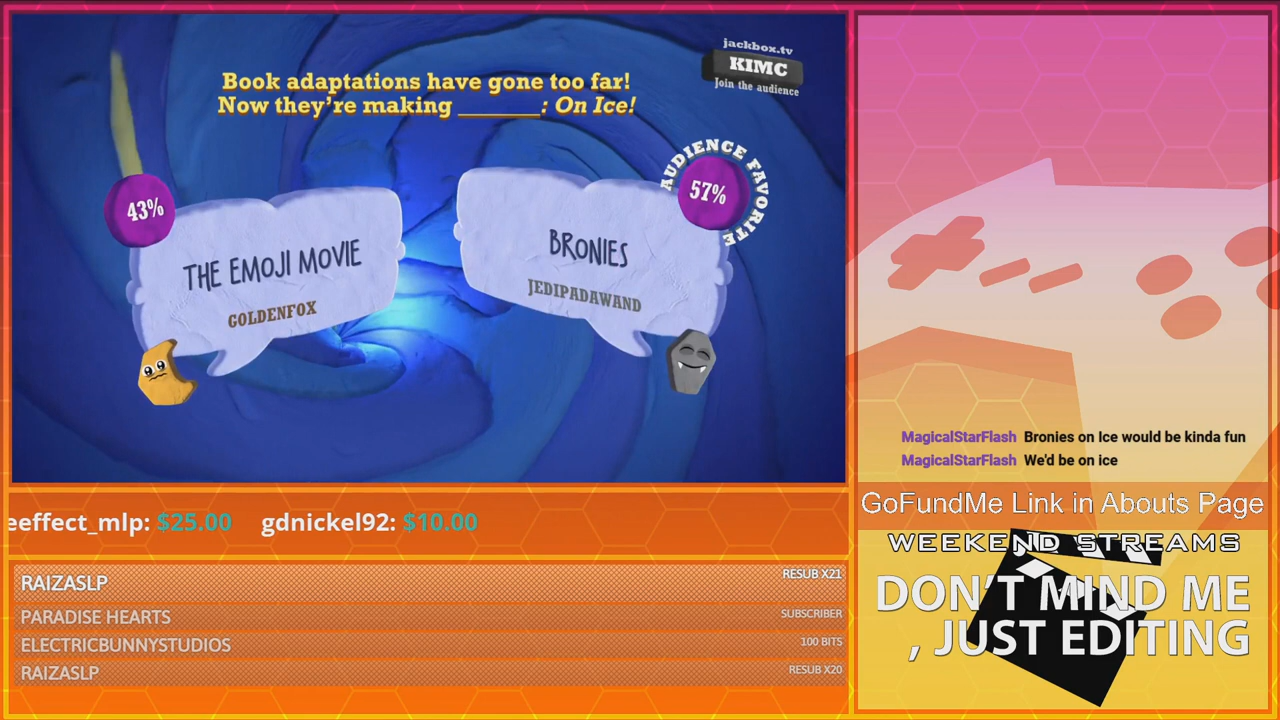 jackbox.tv
KIMC
Join the audience
Book adaptations have gone too far!
Now they're making ______: On Ice!
43%
THE EMOJI MOVIE
GOLDENFOX
AUDIENCE FAVORITE
57%
BRONIES
JEDIPADAWAND
MagicalStarFlash Bronies on Ice would be kinda fun
MagicalStarFlash We'd be on ice
GoFundMe Link in Abouts Page
WEEKEND STREAMS
DON'T MIND ME
, JUST EDITING
eeffect_mlp: $25.00 gdnickel92: $10.00
RAIZASLP RESUB X21
PARADISE HEARTS SUBSCRIBER
ELECTRICBUNNYSTUDIOS 100 BITS
RAIZASLP RESUB X20